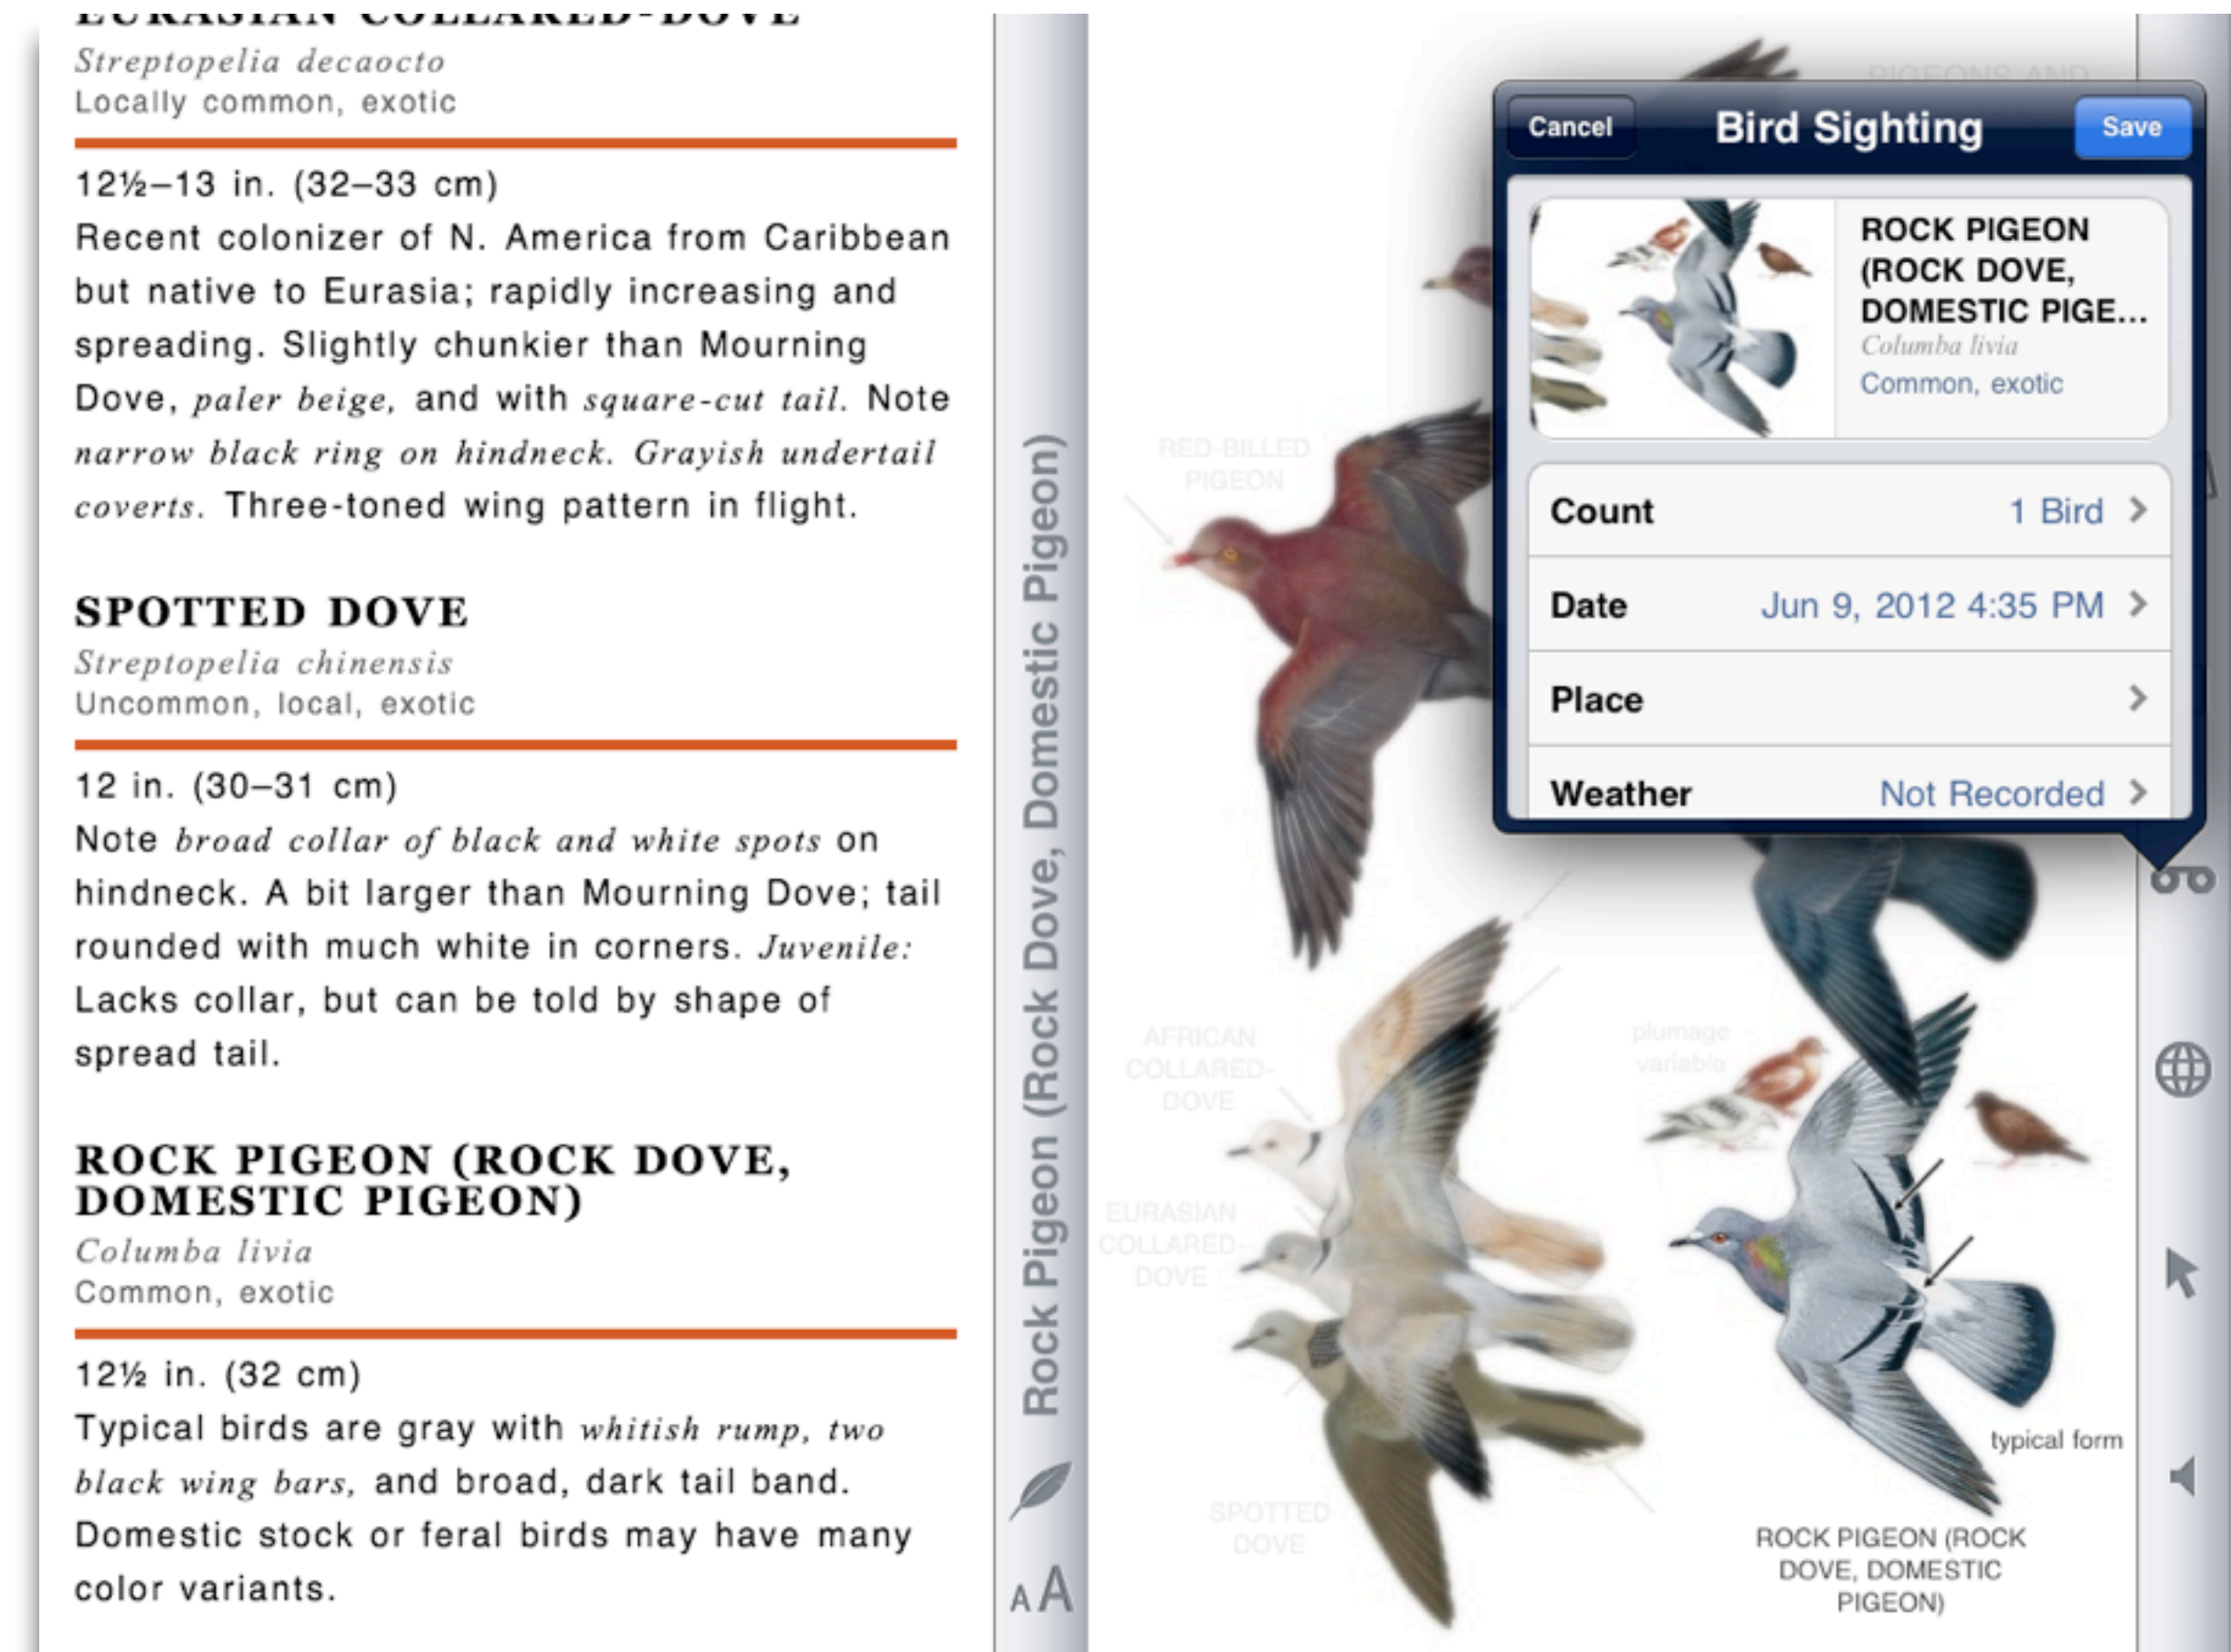 EURASIAN COLLARED-DOVE
Streptopelia decaocto
Locally common, exotic
12½–13 in. (32–33 cm)
Recent colonizer of N. America from Caribbean
but native to Eurasia; rapidly increasing and
spreading. Slightly chunkier than Mourning
Dove, paler beige, and with square-cut tail. Note
narrow black ring on hindneck. Grayish undertail
coverts. Three-toned wing pattern in flight.
SPOTTED DOVE
Streptopelia chinensis
Uncommon, local, exotic
12 in. (30–31 cm)
Note broad collar of black and white spots on
hindneck. A bit larger than Mourning Dove; tail
rounded with much white in corners. Juvenile:
Lacks collar, but can be told by shape of
spread tail.
ROCK PIGEON (ROCK DOVE,
DOMESTIC PIGEON)
Columba livia
Common, exotic
12½ in. (32 cm)
Typical birds are gray with whitish rump, two
black wing bars, and broad, dark tail band.
Domestic stock or feral birds may have many
color variants.
Rock Pigeon (Rock Dove, Domestic Pigeon)
AA
PIGEONS AND
Cancel
Bird Sighting
Save
ROCK PIGEON
(ROCK DOVE,
DOMESTIC PIGE...
Columba livia
Common, exotic
Count
1 Bird
Date
Jun 9, 2012 4:35 PM
Place
Weather
Not Recorded
RED-BILLED
PIGEON
AFRICAN
COLLARED-
DOVE
plumage
variable
EURASIAN
COLLARED-
DOVE
typical form
SPOTTED
DOVE
ROCK PIGEON (ROCK
DOVE, DOMESTIC
PIGEON)